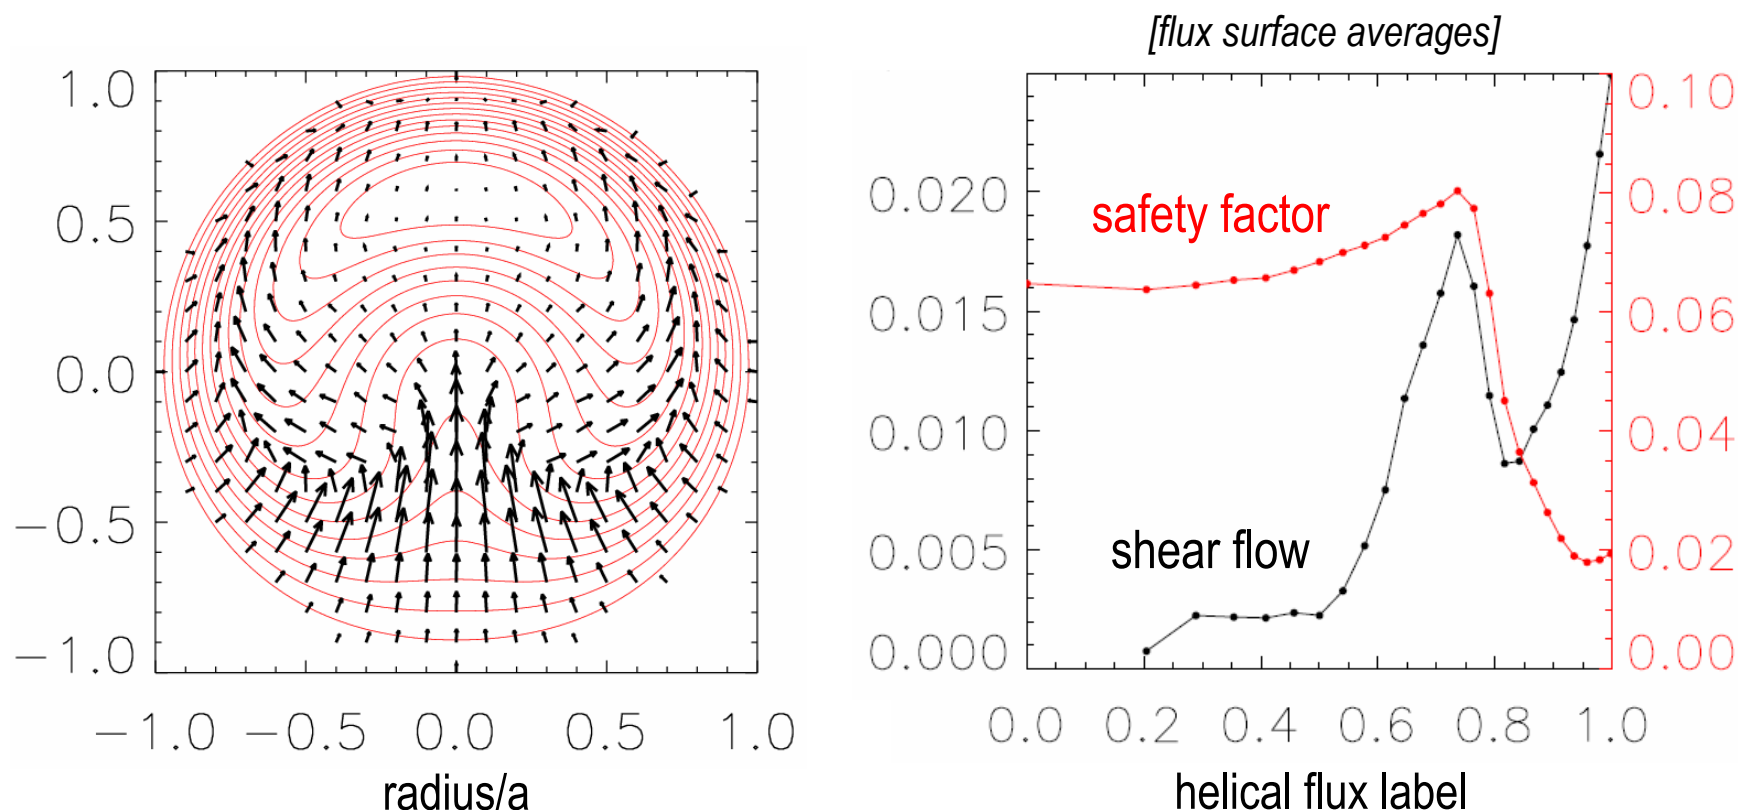 [flux surface averages]
1.0
0.5
0.0
−0.5
−1.0
−1.0 −0.5 0.0 0.5 1.0
radius/a
0.020
0.015
0.010
0.005
0.000
safety factor
shear flow
0.10
0.08
0.06
0.04
0.02
0.00
0.0 0.2 0.4 0.6 0.8 1.0
helical flux label